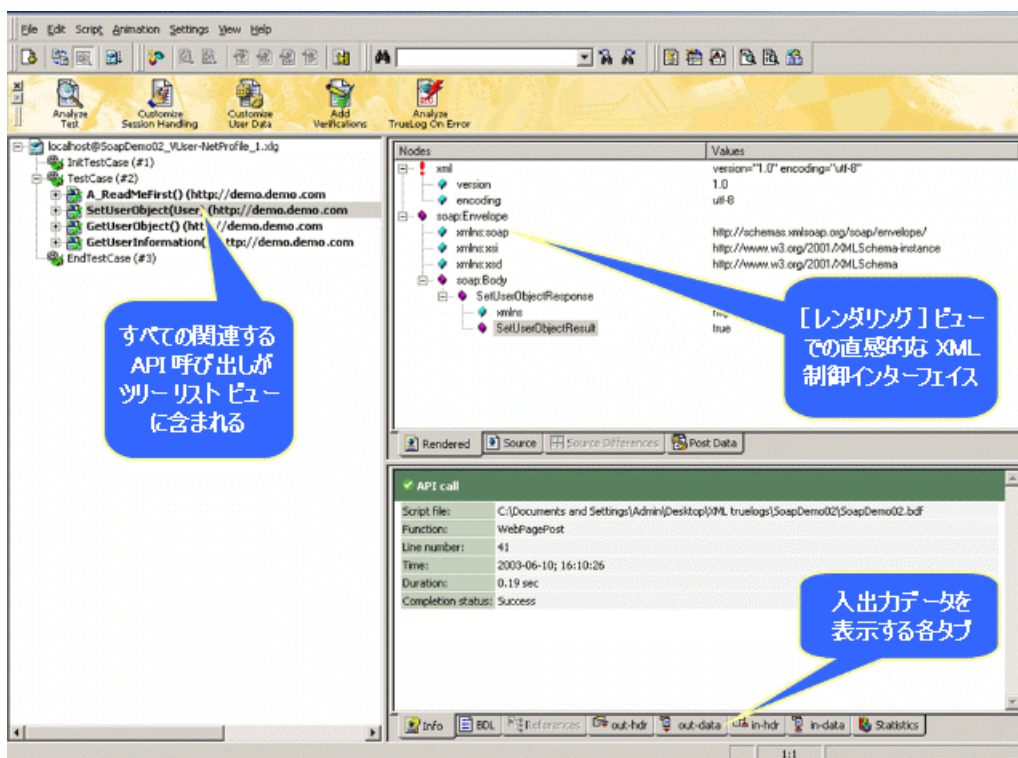 File Edit Script Animation Settings View Help
Analyze Test
Customize Session Handling
Customize User Data
Add Verifications
Analyze TrueLog On Error
localhost@SoapDemo02_VUser-NetProfile_1.xlg
InitTestCase (#1)
TestCase (#2)
A_ReadMeFirst() (http://demo.demo.com
SetUserObject(User) (http://demo.demo.com
GetUserObject() (http://demo.demo.com
GetUserInformation( http://demo.demo.com
EndTestCase (#3)
すべての関連する
API 呼び出しが
ツリー リスト ビュー
に含まれる
Nodes Values
xml version="1.0" encoding="utf-8"
version 1.0
encoding utf-8
soap:Envelope
xmlns:soap http://schemas.xmlsoap.org/soap/envelope/
xmlns:xsi http://www.w3.org/2001/XMLSchema-instance
xmlns:xsd http://www.w3.org/2001/XMLSchema
soap:Body
SetUserObjectResponse
xmlns
SetUserObjectResult true
[レンダリング] ビュー
での直感的な XML
制御インターフェイス
Rendered Source Source Differences Post Data
API call
Script file: C:\Documents and Settings\Admin\Desktop\XML truelogs\SoapDemo02\SoapDemo02.bdf
Function: WebPagePost
Line number: 41
Time: 2003-06-10; 16:10:26
Duration: 0.19 sec
Completion status: Success
入出力データを
表示する各タブ
Info BDL References out-hdr out-data in-hdr in-data Statistics
1:1